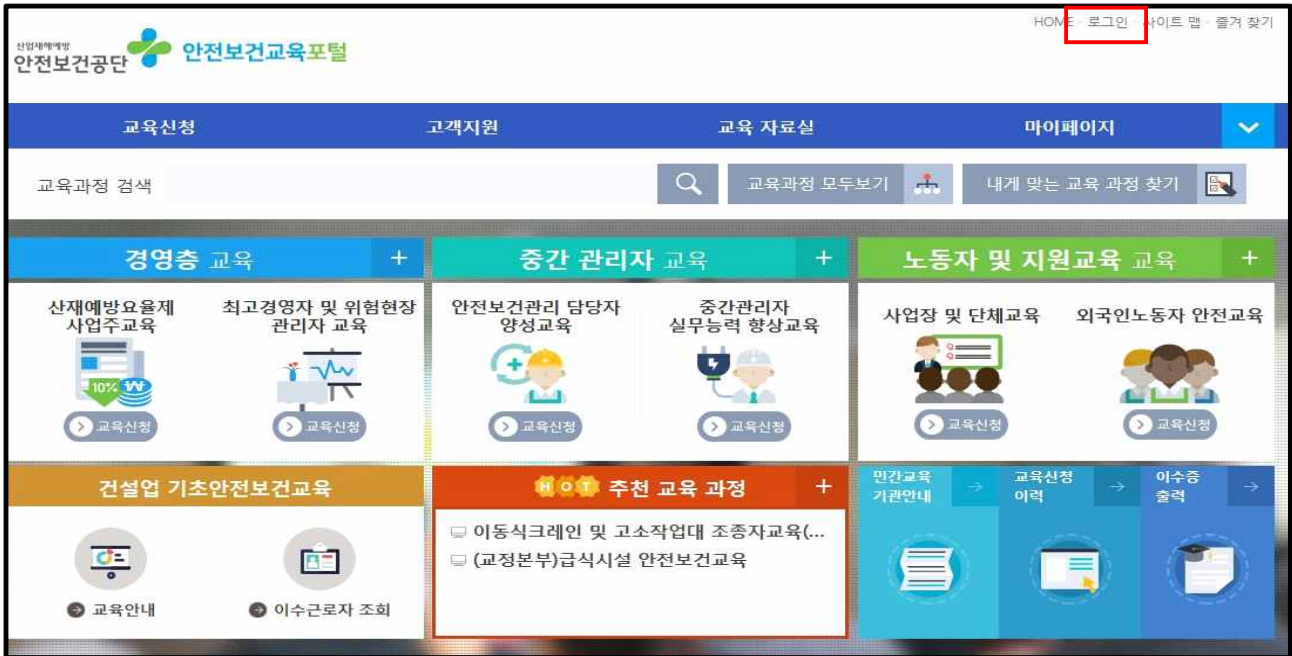 HOME · 로그인 · 사이트 맵 · 즐겨 찾기
산업재해예방
안전보건공단
안전보건교육포털
교육신청
고객지원
교육 자료실
마이페이지
교육과정 검색
교육과정 모두보기
내게 맞는 교육 과정 찾기
경영층 교육 +
중간 관리자 교육 +
노동자 및 지원교육 교육 +
산재예방요율제
사업주교육
10% W
교육신청
최고경영자 및 위험현장
관리자 교육
교육신청
안전보건관리 담당자
양성교육
교육신청
중간관리자
실무능력 향상교육
교육신청
사업장 및 단체교육
교육신청
외국인노동자 안전교육
교육신청
건설업 기초안전보건교육
교육안내
이수근로자 조회
HOT 추천 교육 과정 +
이동식크레인 및 고소작업대 조종자교육(...
(교정본부)급식시설 안전보건교육
민간교육
기관안내
교육신청
이력
이수증
출력